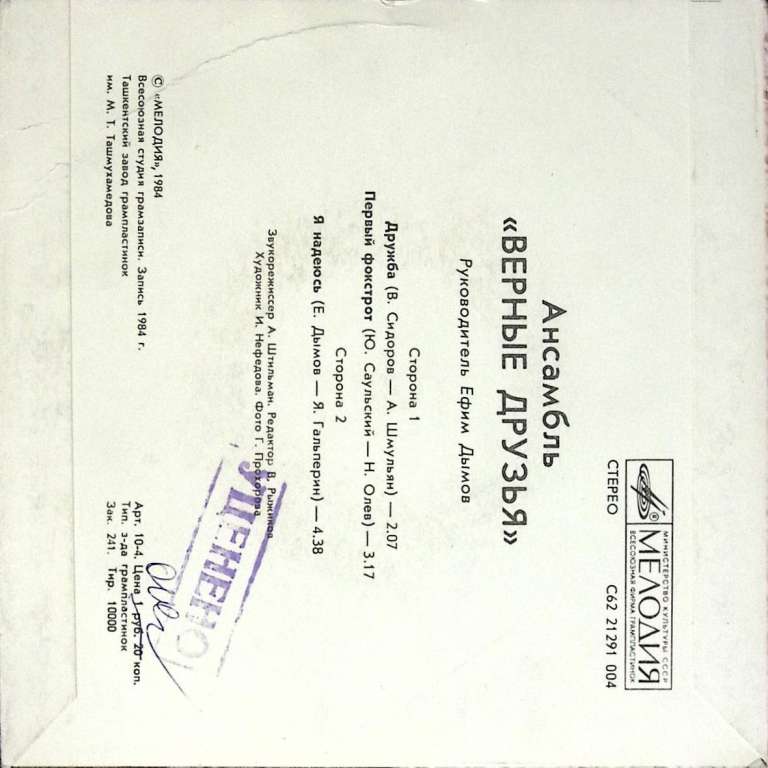 МИНИСТЕРСТВО КУЛЬТУРЫ СССР
МЕЛОДИЯ
ВСЕСОЮЗНАЯ ФИРМА ГРАМПЛАСТИНОК
®
СТЕРЕО
С62 21291 004
Ансамбль
«ВЕРНЫЕ ДРУЗЬЯ»
Руководитель Ефим Дымов
Сторона 1
Дружба (В. Сидоров — А. Шмульян) — 2.07
Первый фокстрот (Ю. Саульский — Н. Олев) — 3.17
Сторона 2
Я надеюсь (Е. Дымов — Я. Гальперин) — 4.38
Звукорежиссер А. Штильман. Редактор В. Рыжиков
Художник И. Нефедова. Фото Г. Прохорова
УЦЕНЕНО
© «МЕЛОДИЯ», 1984
Всесоюзная студия грамзаписи. Запись 1984 г.
Ташкентский завод грампластинок
им. М. Т. Ташмухамедова
Арт. 10-4. Цена 1 руб. 20 коп.
Тип. з-да грампластинок
Зак. 241. Тир. 10000